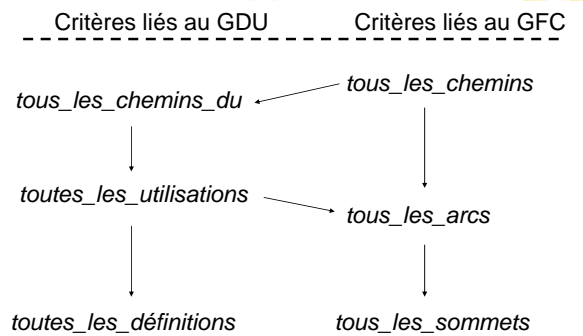 Critères liés au GDU
Critères liés au GFC
tous_les_chemins
tous_les_chemins_du
toutes_les_utilisations
tous_les_arcs
toutes_les_définitions
tous_les_sommets